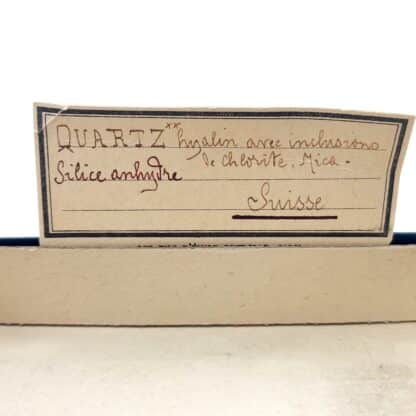 QUARTZ ** hyalin avec inclusions
de Chlorite, Mica.
Silice anhydre
Suisse